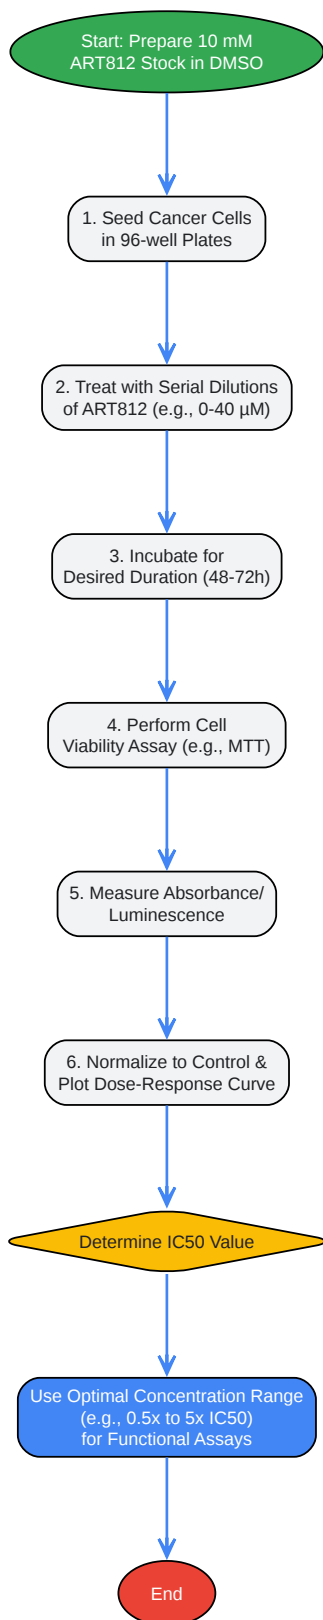 Start: Prepare 10 mM
ART812 Stock in DMSO
1. Seed Cancer Cells
in 96-well Plates
2. Treat with Serial Dilutions
of ART812 (e.g., 0-40 µM)
3. Incubate for
Desired Duration (48-72h)
4. Perform Cell
Viability Assay (e.g., MTT)
5. Measure Absorbance/
Luminescence
6. Normalize to Control &
Plot Dose-Response Curve
Determine IC50 Value
Use Optimal Concentration Range
(e.g., 0.5x to 5x IC50)
for Functional Assays
End